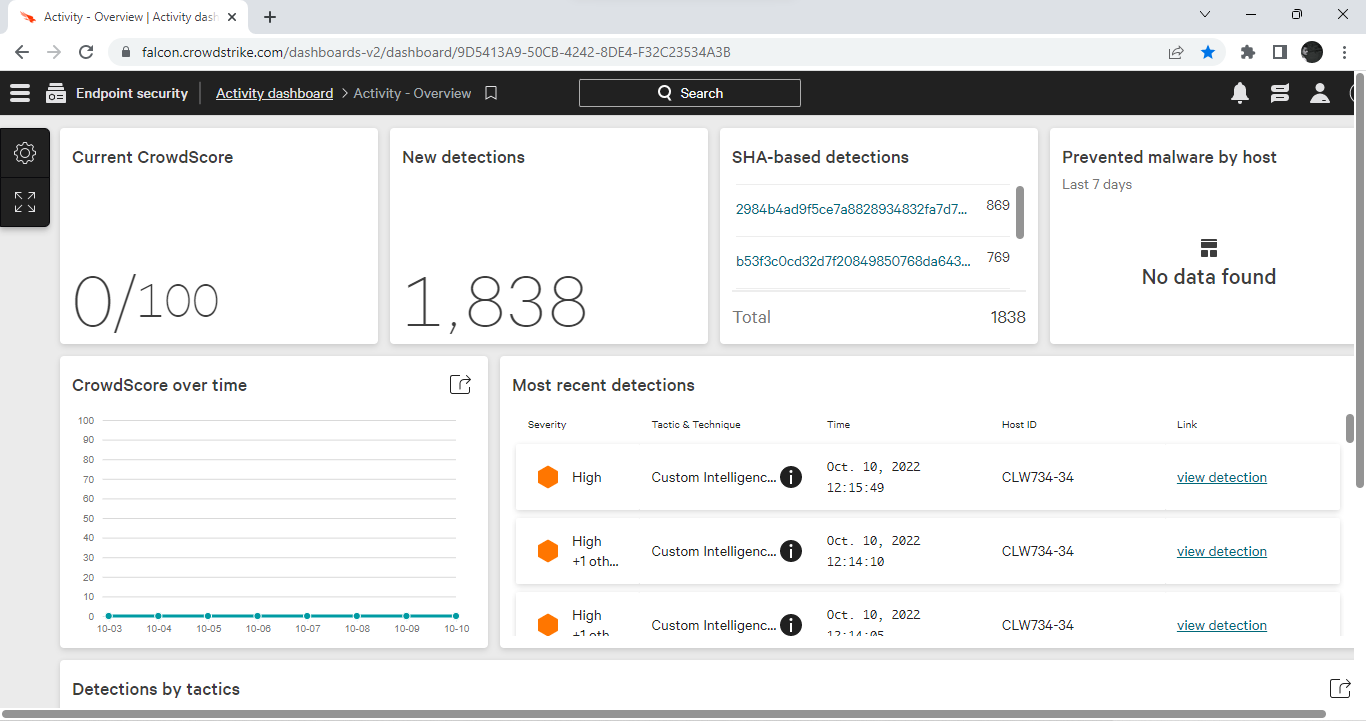 Activity - Overview | Activity dash
falcon.crowdstrike.com/dashboards-v2/dashboard/9D5413A9-50CB-4242-8DE4-F32C23534A3B
Endpoint security
Activity dashboard > Activity - Overview
Search
Current CrowdScore
0/100
New detections
1,838
SHA-based detections
2984b4ad9f5ce7a8828934832fa7d7... 869
b53f3c0cd32d7f20849850768da643... 769
Total 1838
Prevented malware by host
Last 7 days
No data found
CrowdScore over time
100
90
80
70
60
50
40
30
20
10
0
10-03 10-04 10-05 10-06 10-07 10-08 10-09 10-10
Most recent detections
Severity Tactic & Technique Time Host ID Link
High Custom Intelligenc... Oct. 10, 2022 12:15:49 CLW734-34 view detection
High +1 oth... Custom Intelligenc... Oct. 10, 2022 12:14:10 CLW734-34 view detection
High +1 oth Custom Intelligenc... Oct. 10, 2022 12:14:05 CLW734-34 view detection
Detections by tactics